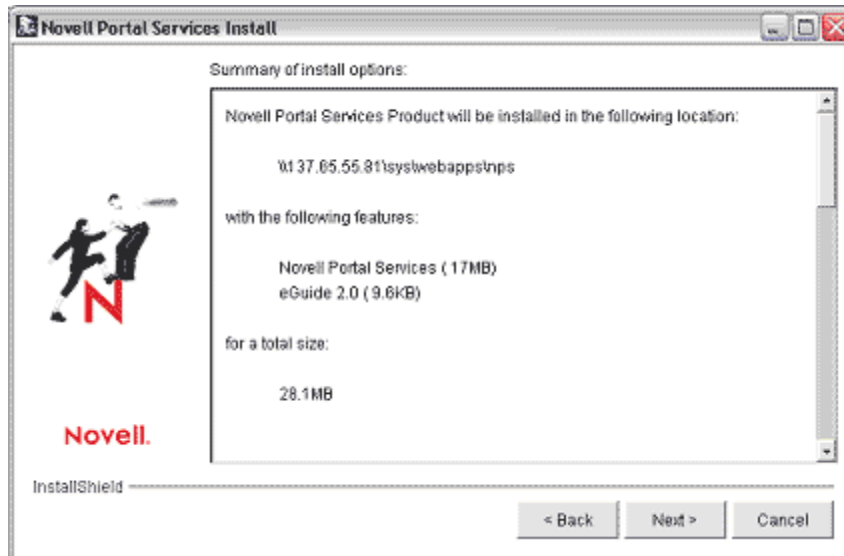 Novell Portal Services Install
Summary of install options:
Novell Portal Services Product will be installed in the following location:
\\137.65.55.81\sys\webapps\nps
with the following features:
Novell Portal Services ( 17MB)
eGuide 2.0 ( 9.6KB)
for a total size:
28.1MB
N
Novell.
InstallShield
< Back
Next >
Cancel